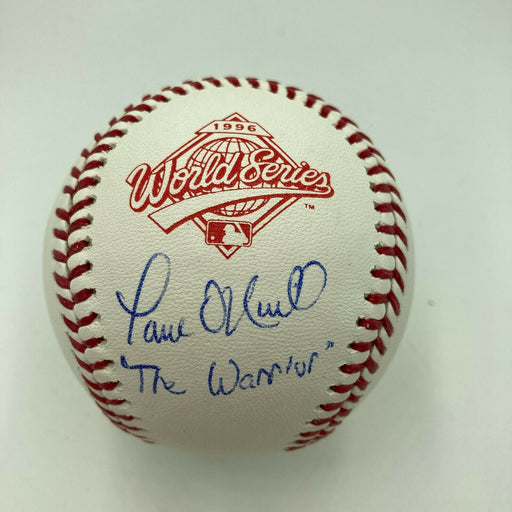 1996
World Series
TM
Paul O'Neill
"The Warrior"